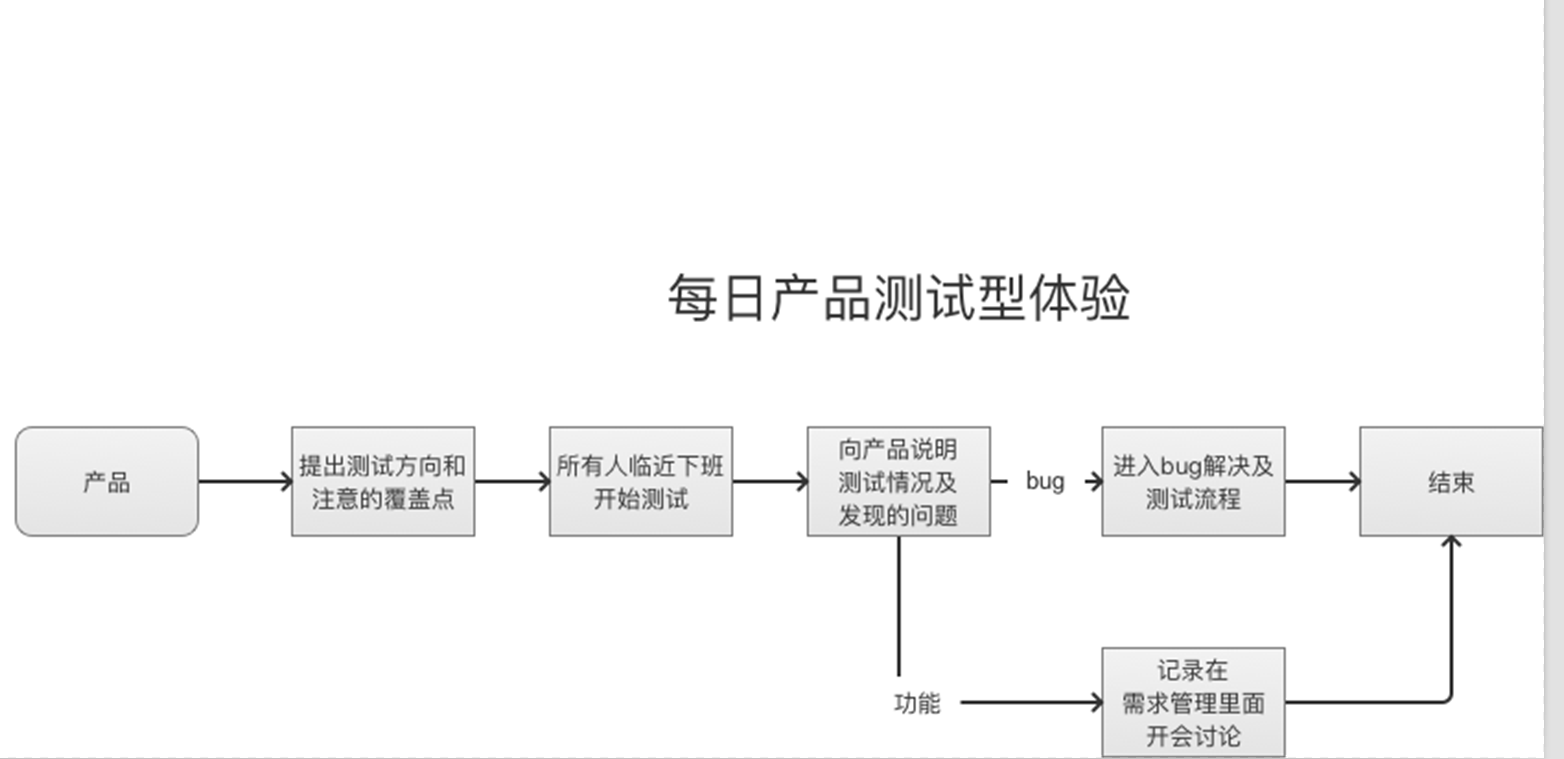 每日产品测试型体验
产品
提出测试方向和
注意的覆盖点
所有人临近下班
开始测试
向产品说明
测试情况及
发现的问题
bug
进入bug解决及
测试流程
结束
功能
记录在
需求管理里面
开会讨论